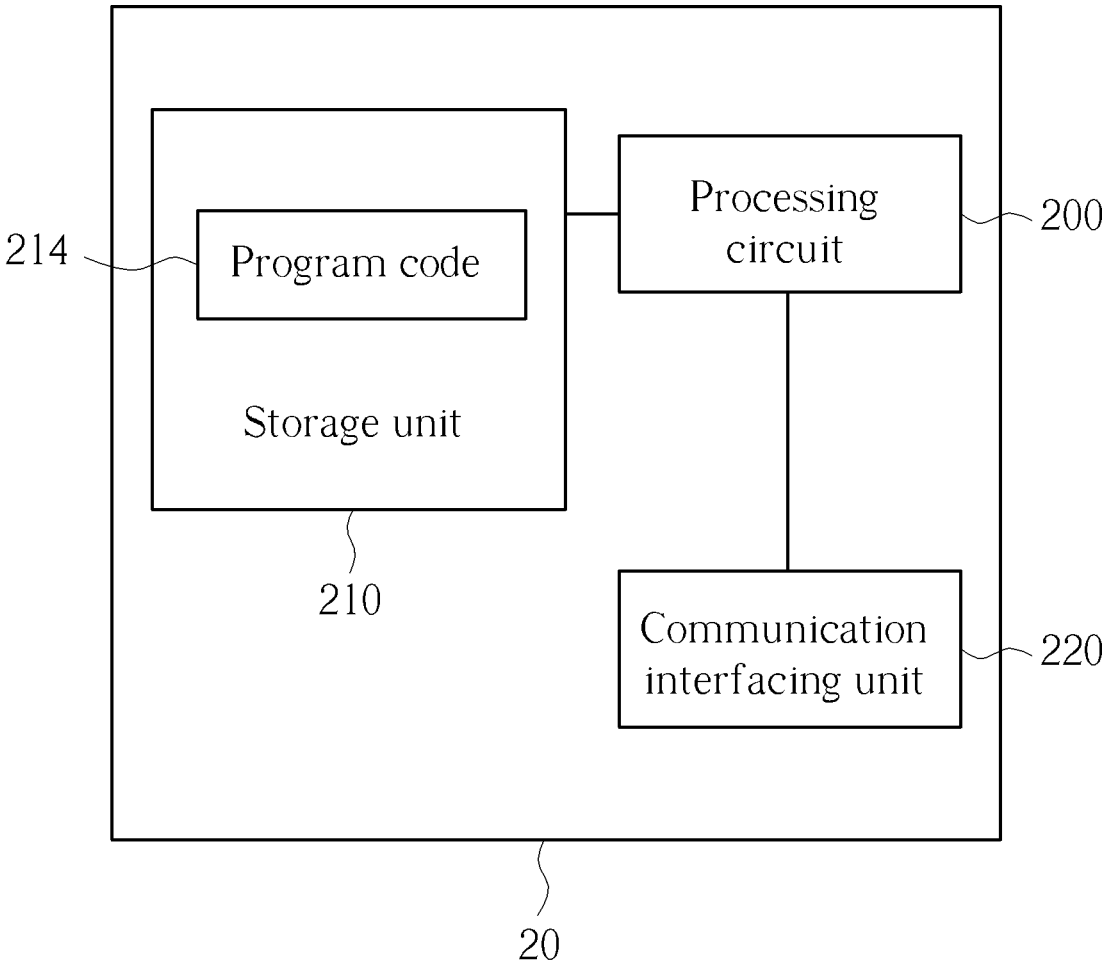 Processing
circuit
200
214
Program code
Storage unit
210
Communication
interfacing unit
220
20